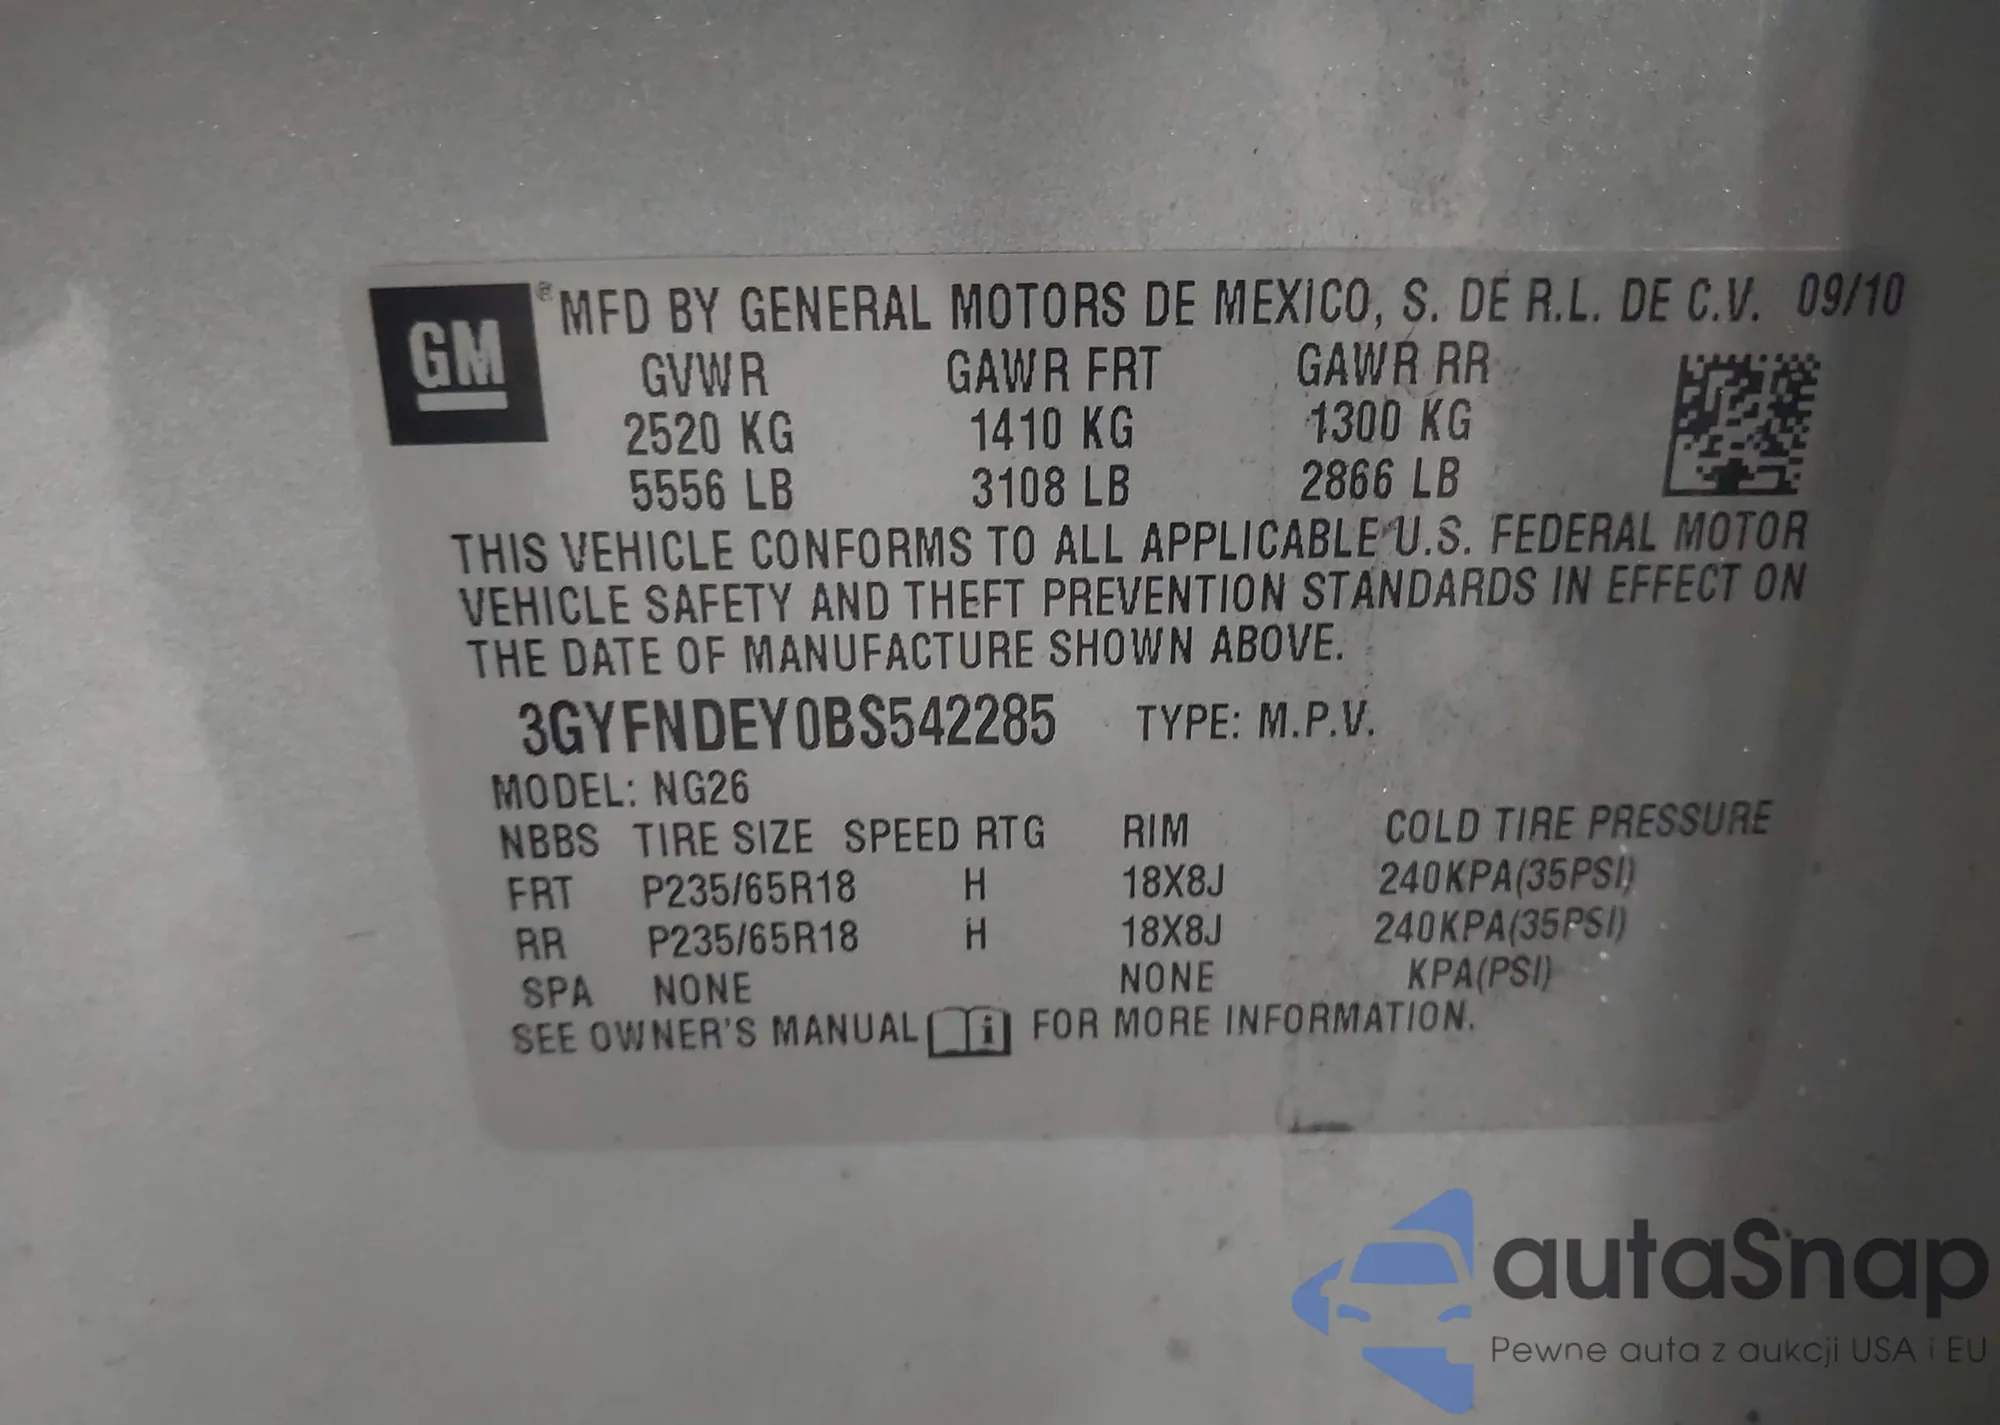 GM ® MFD BY GENERAL MOTORS DE MEXICO, S. DE R.L. DE C.V. 09/10
GVWR GAWR FRT GAWR RR
2520 KG 1410 KG 1300 KG
5556 LB 3108 LB 2866 LB
THIS VEHICLE CONFORMS TO ALL APPLICABLE U.S. FEDERAL MOTOR
VEHICLE SAFETY AND THEFT PREVENTION STANDARDS IN EFFECT ON
THE DATE OF MANUFACTURE SHOWN ABOVE.
3GYFNDEY0BS542285 TYPE: M.P.V.
MODEL: NG26
NBBS TIRE SIZE SPEED RTG RIM COLD TIRE PRESSURE
FRT P235/65R18 H 18X8J 240KPA(35PSI)
RR P235/65R18 H 18X8J 240KPA(35PSI)
SPA NONE NONE KPA(PSI)
SEE OWNER'S MANUAL i FOR MORE INFORMATION.
autaSnap
Pewne auta z aukcji USA i EU